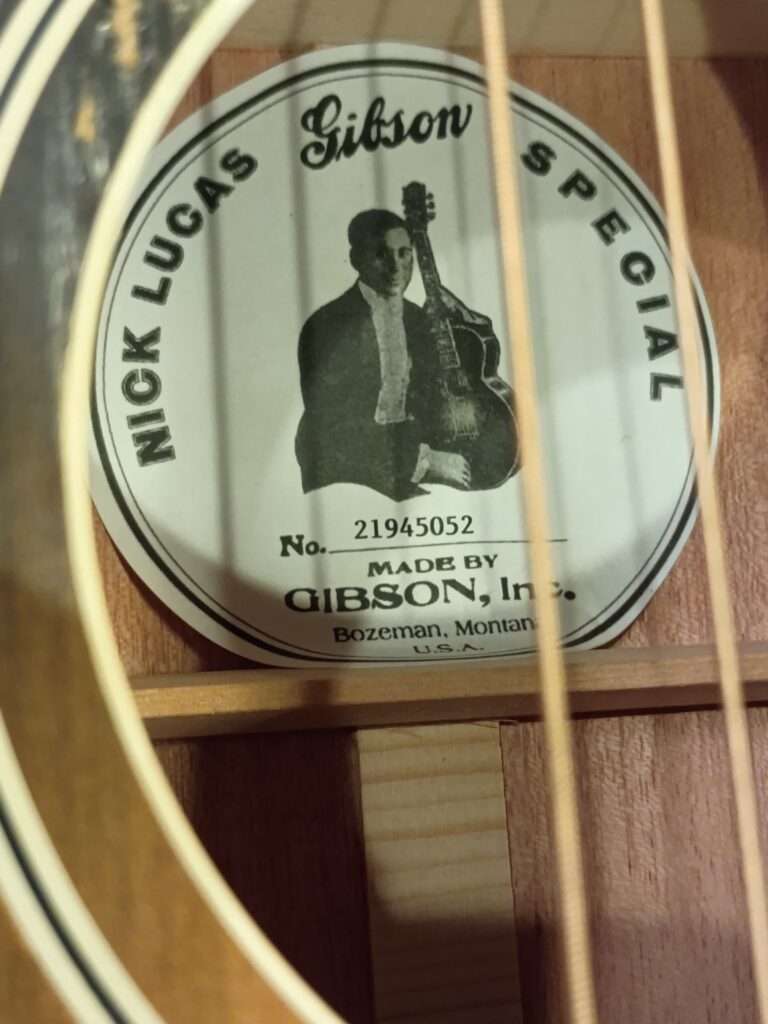 Gibson
NICK LUCAS SPECIAL
No. 21945052
MADE BY
GIBSON, Inc.
Bozeman, Montana
U.S.A.